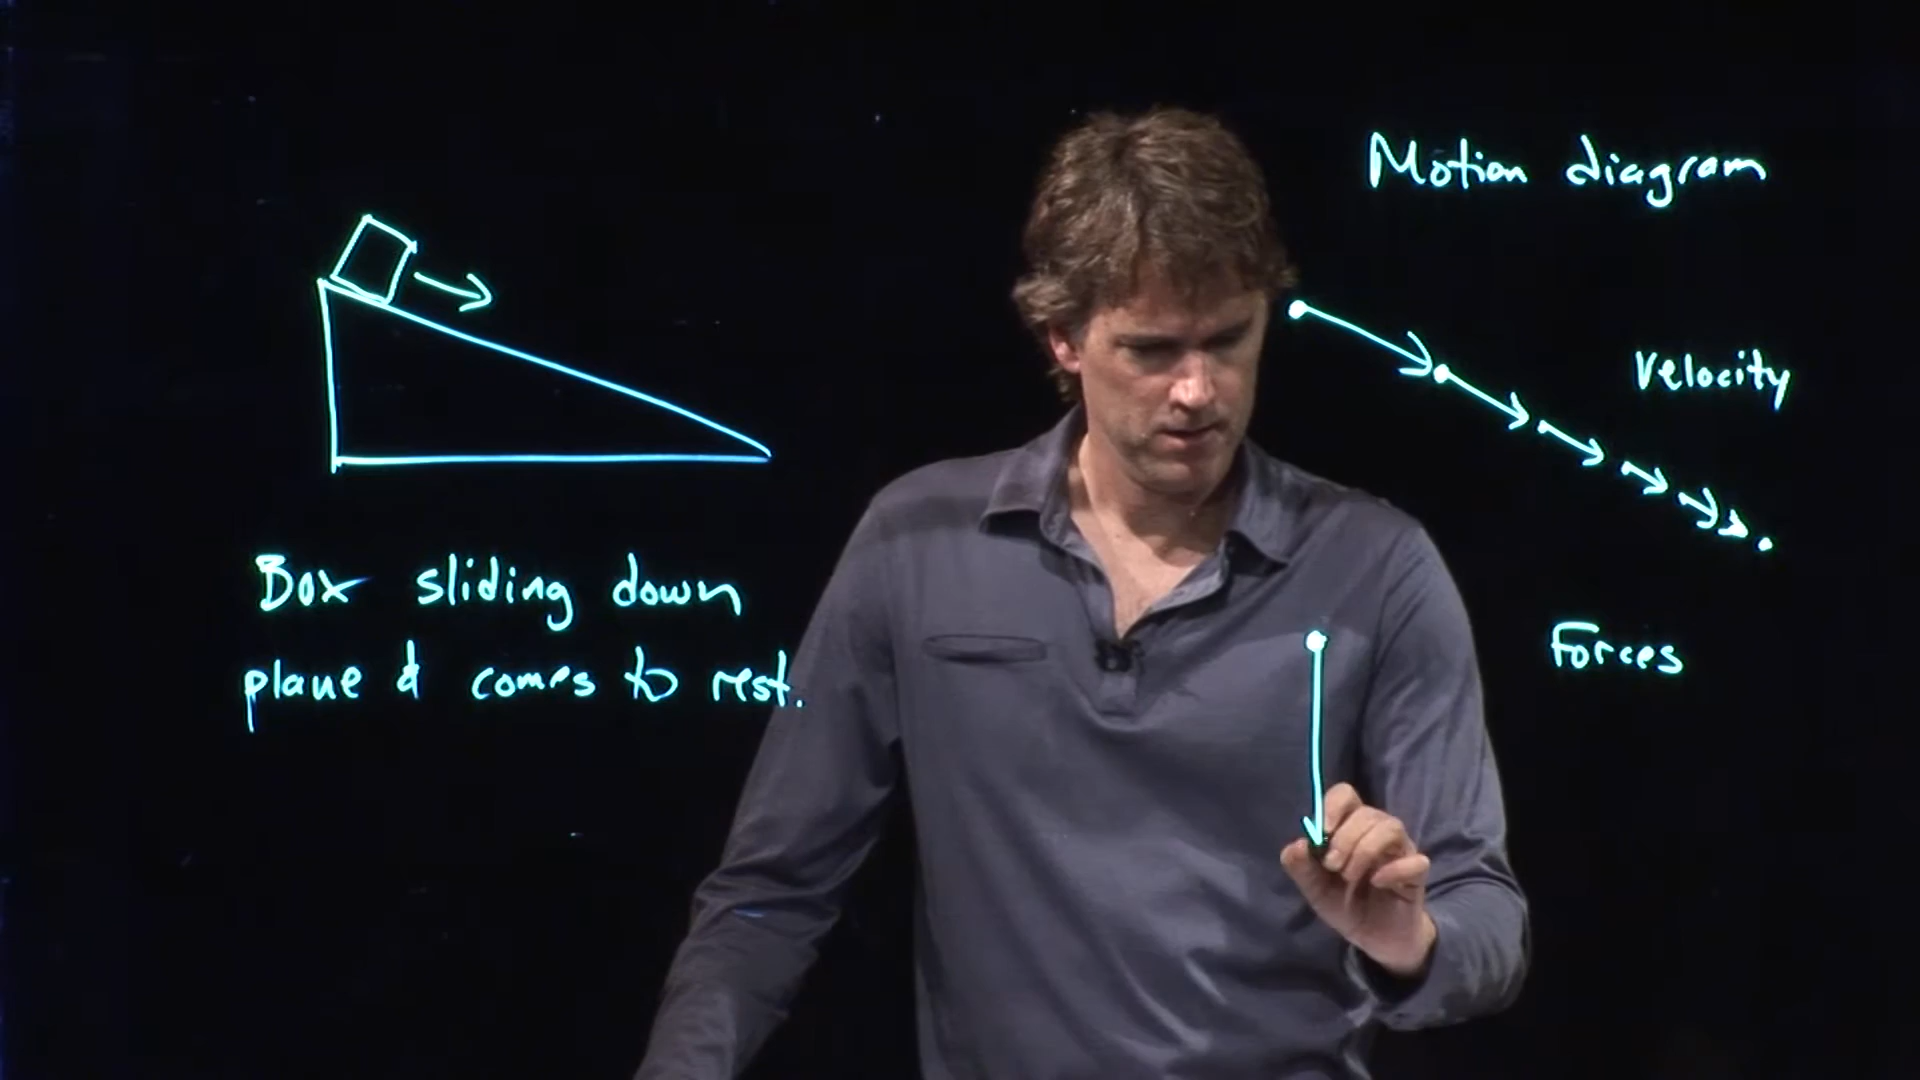 Motion diagram
Velocity
Box sliding down
plane & comes to rest.
Forces